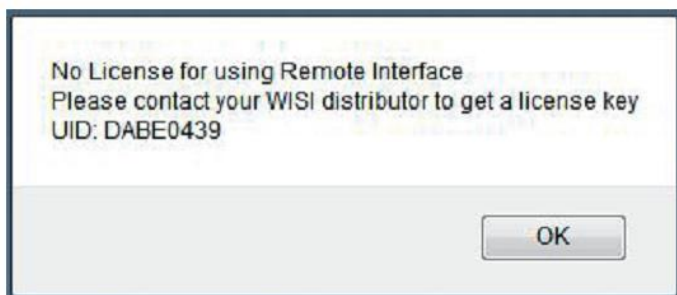 No License for using Remote Interface
Please contact your WISI distributor to get a license key
UID: DABE0439
OK